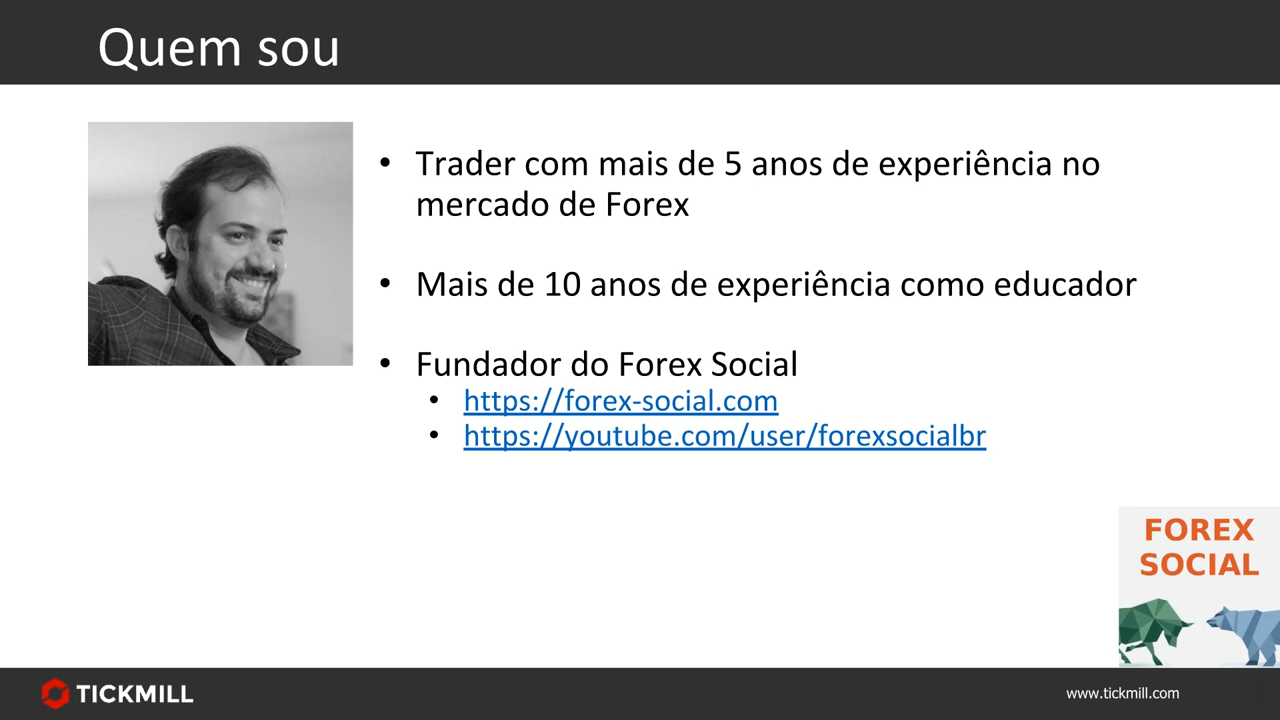 Quem sou
• Trader com mais de 5 anos de experiência no
mercado de Forex
• Mais de 10 anos de experiência como educador
• Fundador do Forex Social
• https://forex-social.com
• https://youtube.com/user/forexsocialbr
FOREX
SOCIAL
TICKMILL
www.tickmill.com